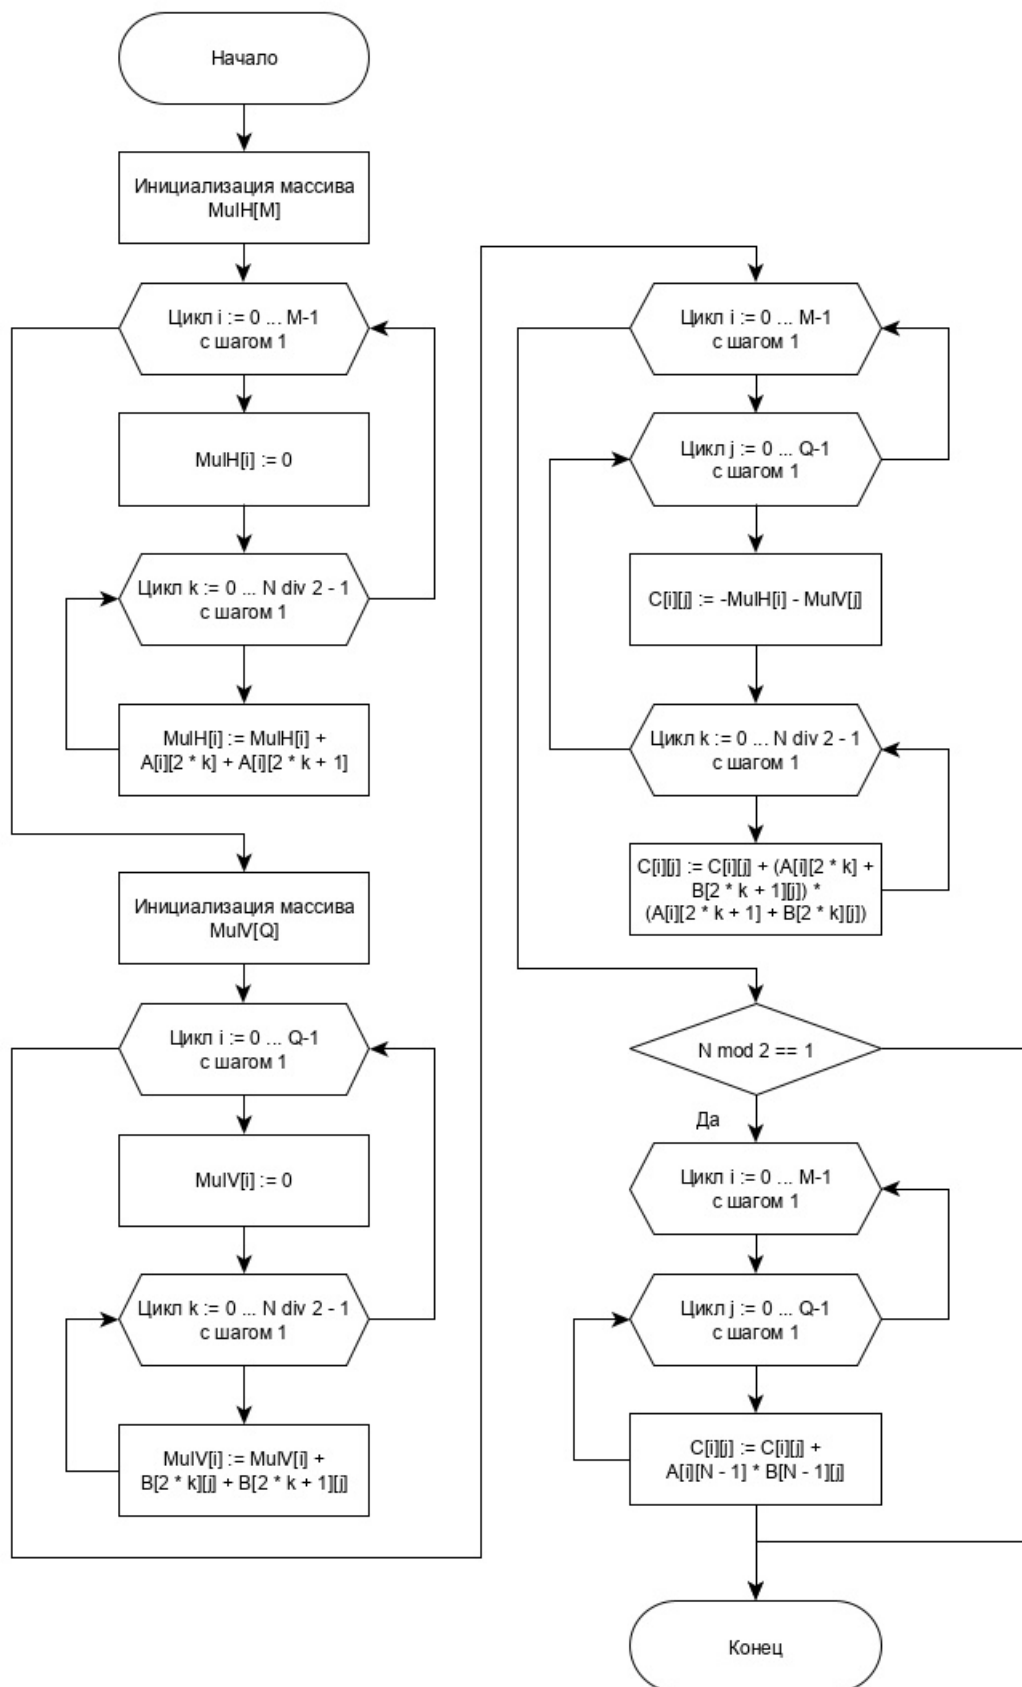 Начало
Инициализация массива
MulH[M]
Цикл i := 0 ... M-1
с шагом 1
MulH[i] := 0
Цикл k := 0 ... N div 2 - 1
с шагом 1
MulH[i] := MulH[i] +
A[i][2 * k] + A[i][2 * k + 1]
Инициализация массива
MulV[Q]
Цикл i := 0 ... Q-1
с шагом 1
MulV[i] := 0
Цикл k := 0 ... N div 2 - 1
с шагом 1
MulV[i] := MulV[i] +
B[2 * k][j] + B[2 * k + 1][j]
Цикл i := 0 ... M-1
с шагом 1
Цикл j := 0 ... Q-1
с шагом 1
C[i][j] := -MulH[i] - MulV[j]
Цикл k := 0 ... N div 2 - 1
с шагом 1
C[i][j] := C[i][j] + (A[i][2 * k] +
B[2 * k + 1][j]) *
(A[i][2 * k + 1] + B[2 * k][j])
N mod 2 == 1
Да
Цикл i := 0 ... M-1
с шагом 1
Цикл j := 0 ... Q-1
с шагом 1
C[i][j] := C[i][j] +
A[i][N - 1] * B[N - 1][j]
Конец